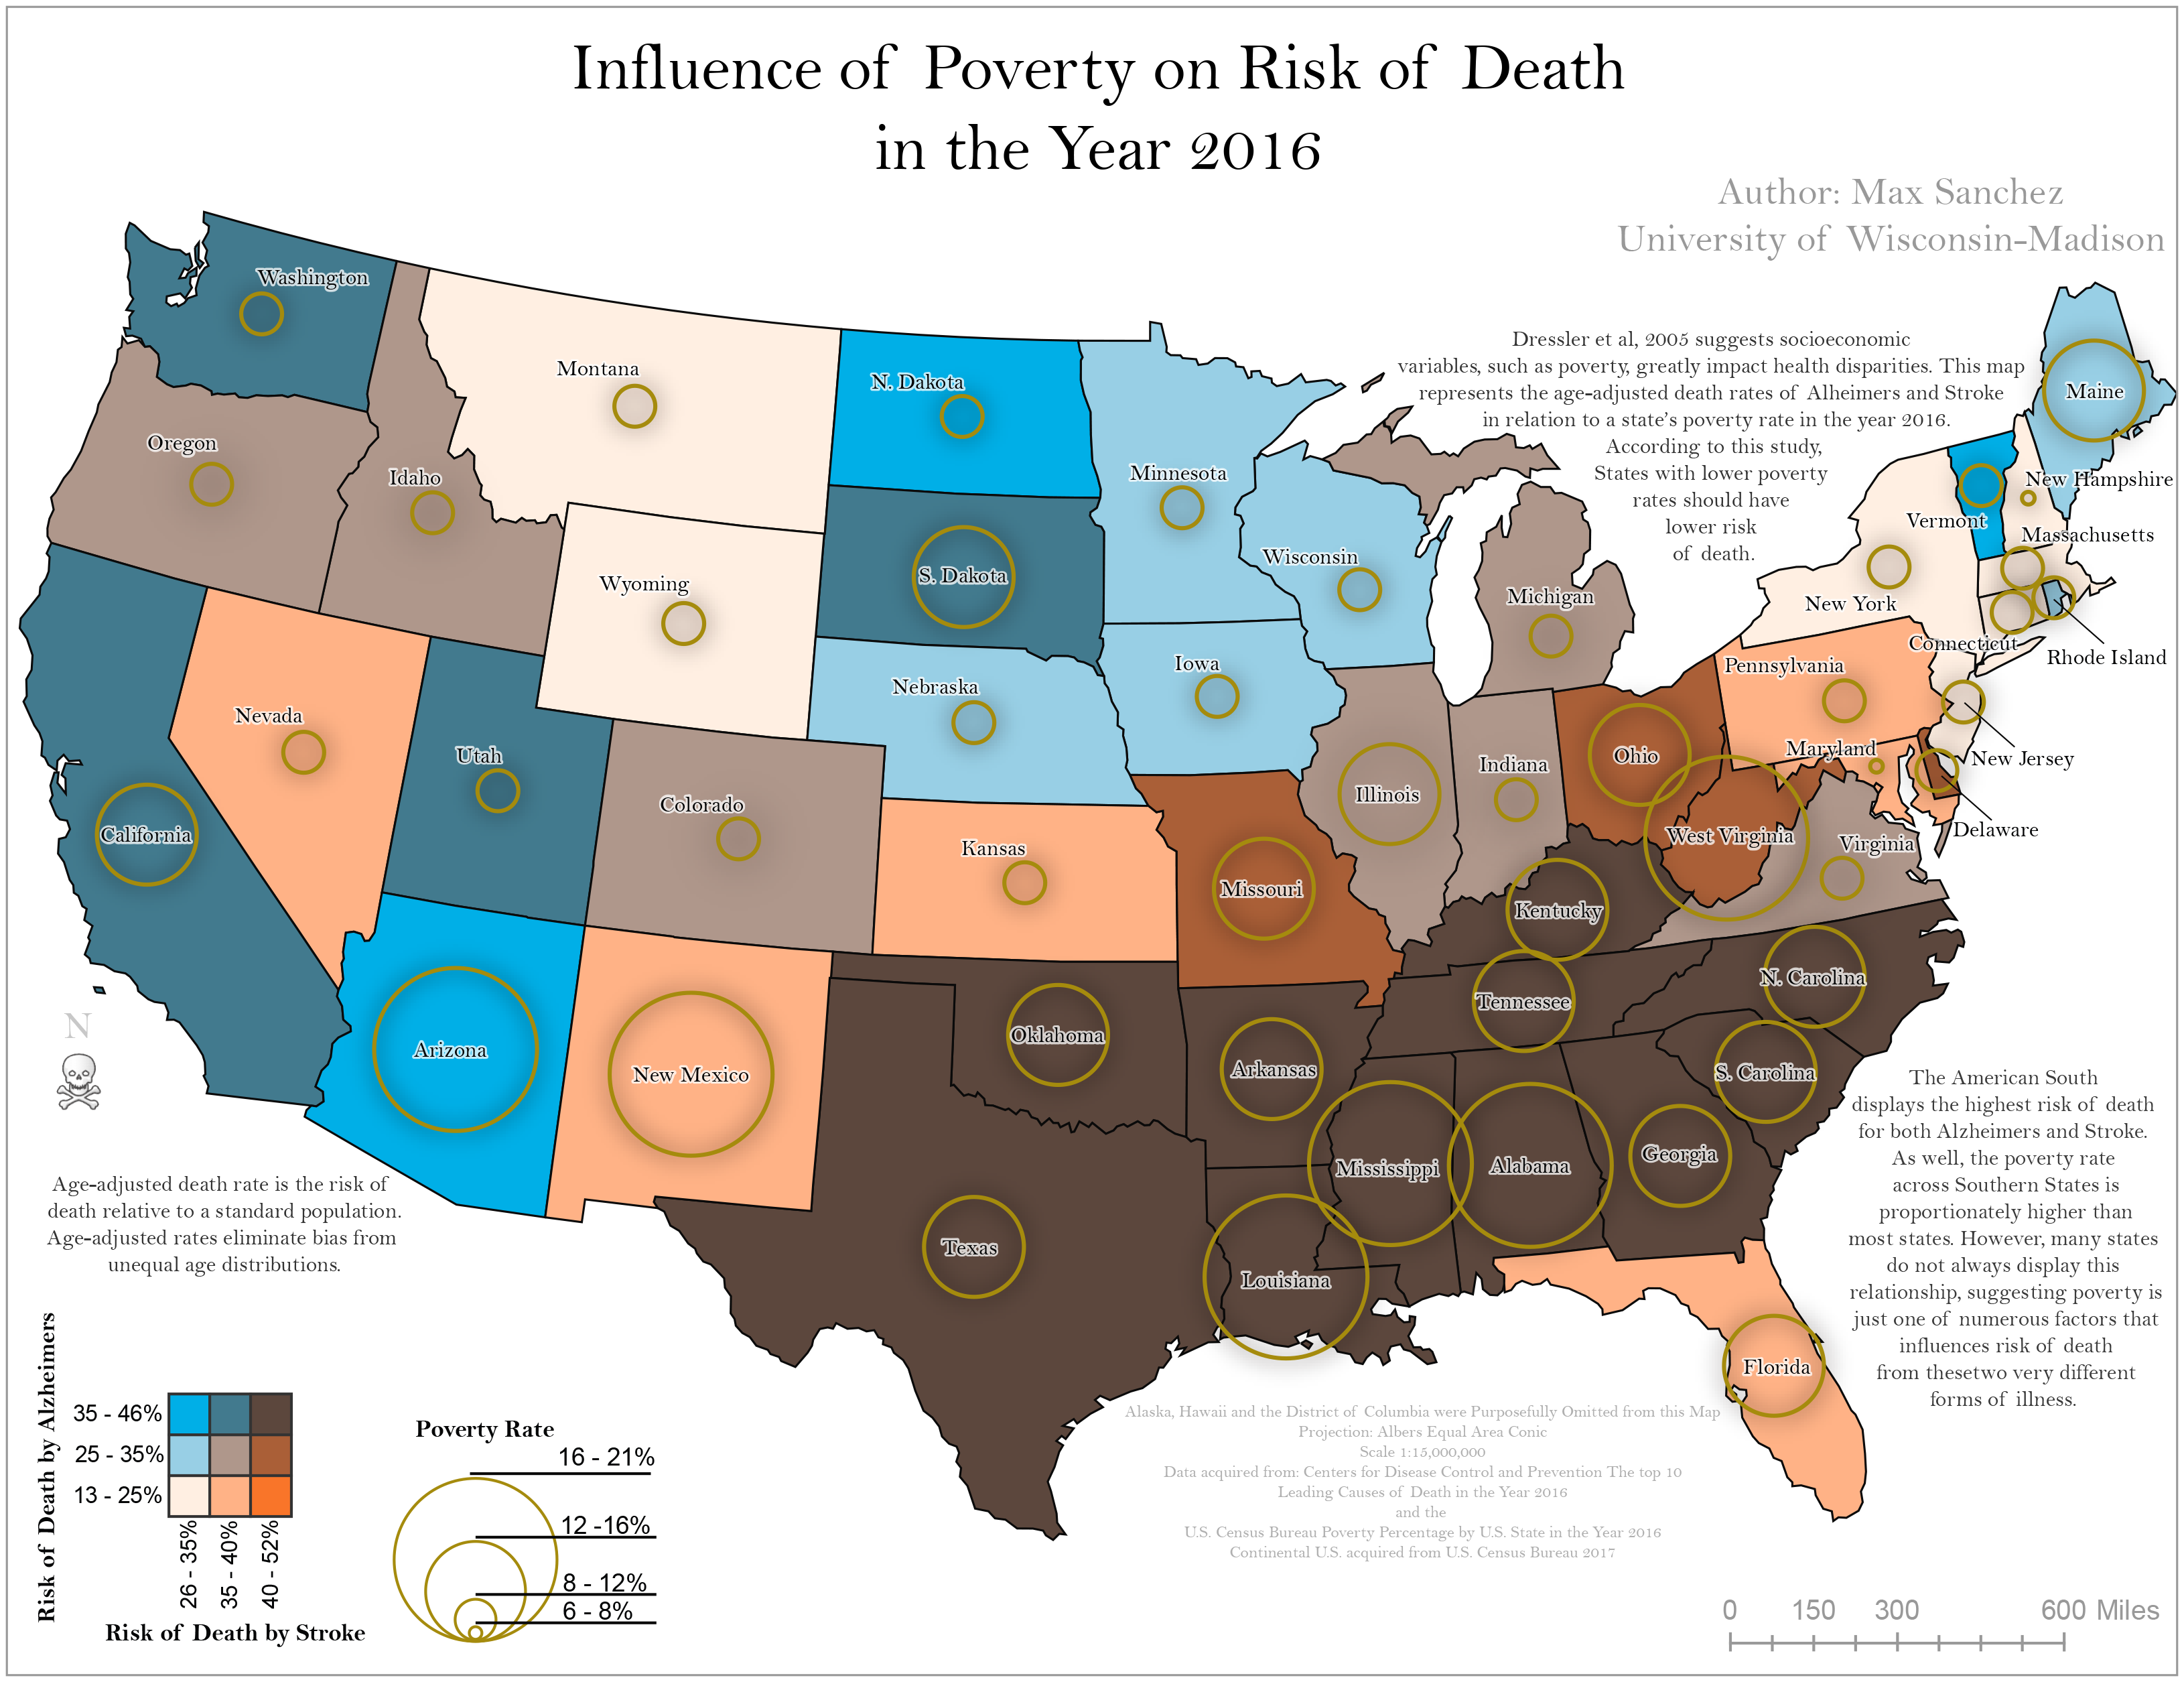 Influence of Poverty on Risk of Death
in the Year 2016
Author: Max Sanchez
University of Wisconsin-Madison
Dressler et al, 2005 suggests socioeconomic
variables, such as poverty, greatly impact health disparities. This map
represents the age-adjusted death rates of Alheimers and Stroke
in relation to a state's poverty rate in the year 2016.
According to this study,
States with lower poverty
rates should have
lower risk
of death.
Washington
Montana
N. Dakota
Minnesota
Maine
Oregon
Idaho
New Hampshire
Vermont
Massachusetts
Wisconsin
S. Dakota
Wyoming
Michigan
New York
Connecticut
Rhode Island
Pennsylvania
Iowa
Nebraska
Nevada
Utah
Maryland
Ohio
New Jersey
Indiana
Illinois
Colorado
California
Kansas
West Virginia
Delaware
Virginia
Missouri
Kentucky
N. Carolina
Tennessee
Oklahoma
Arizona
New Mexico
Arkansas
S. Carolina
Georgia
Alabama
Mississippi
Texas
Louisiana
Florida
N
The American South
displays the highest risk of death
for both Alzheimers and Stroke.
As well, the poverty rate
across Southern States is
proportionately higher than
most states. However, many states
do not always display this
relationship, suggesting poverty is
just one of numerous factors that
influences risk of death
from thesetwo very different
forms of illness.
Age-adjusted death rate is the risk of
death relative to a standard population.
Age-adjusted rates eliminate bias from
unequal age distributions.
Risk of Death by Alzheimers
35 - 46%
25 - 35%
13 - 25%
26 - 35%
35 - 40%
40 - 52%
Risk of Death by Stroke
Poverty Rate
16 - 21%
12 -16%
8 - 12%
6 - 8%
Alaska, Hawaii and the District of Columbia were Purposefully Omitted from this Map
Projection: Albers Equal Area Conic
Scale 1:15,000,000
Data acquired from: Centers for Disease Control and Prevention The top 10
Leading Causes of Death in the Year 2016
and the
U.S. Census Bureau Poverty Percentage by U.S. State in the Year 2016
Continental U.S. acquired from U.S. Census Bureau 2017
0 150 300 600 Miles